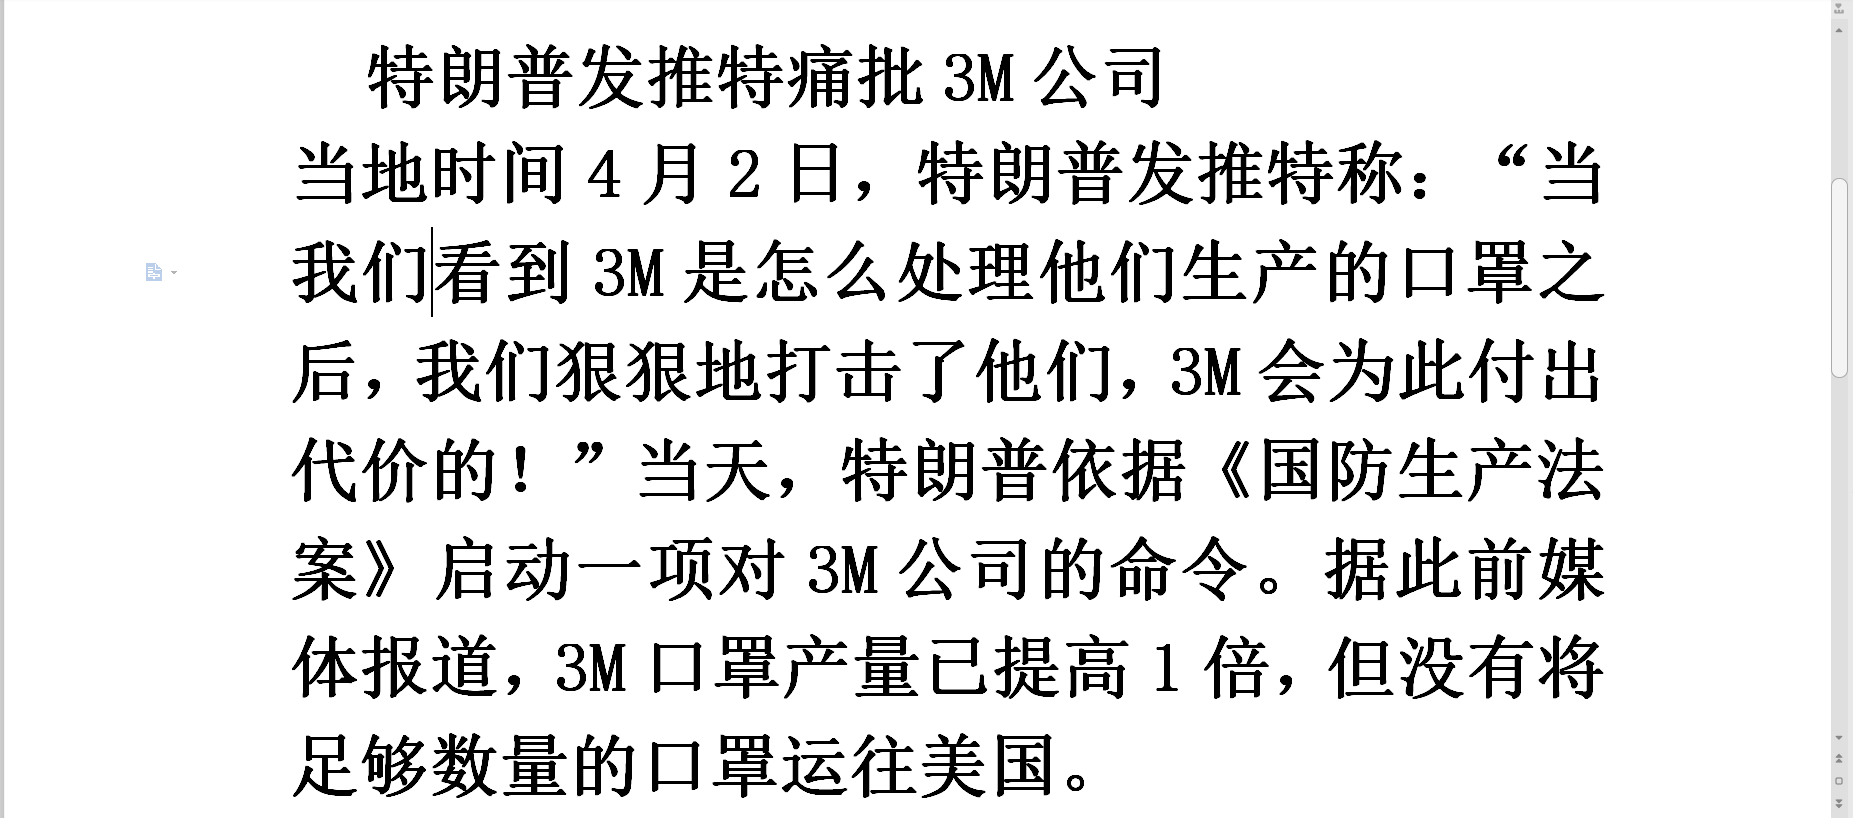 特朗普发推特痛批 3M 公司
当地时间 4 月 2 日，特朗普发推特称：“当
我们看到 3M 是怎么处理他们生产的口罩之
后，我们狠狠地打击了他们，3M 会为此付出
代价的！”当天，特朗普依据《国防生产法
案》启动一项对 3M 公司的命令。据此前媒
体报道，3M 口罩产量已提高 1 倍，但没有将
足够数量的口罩运往美国。